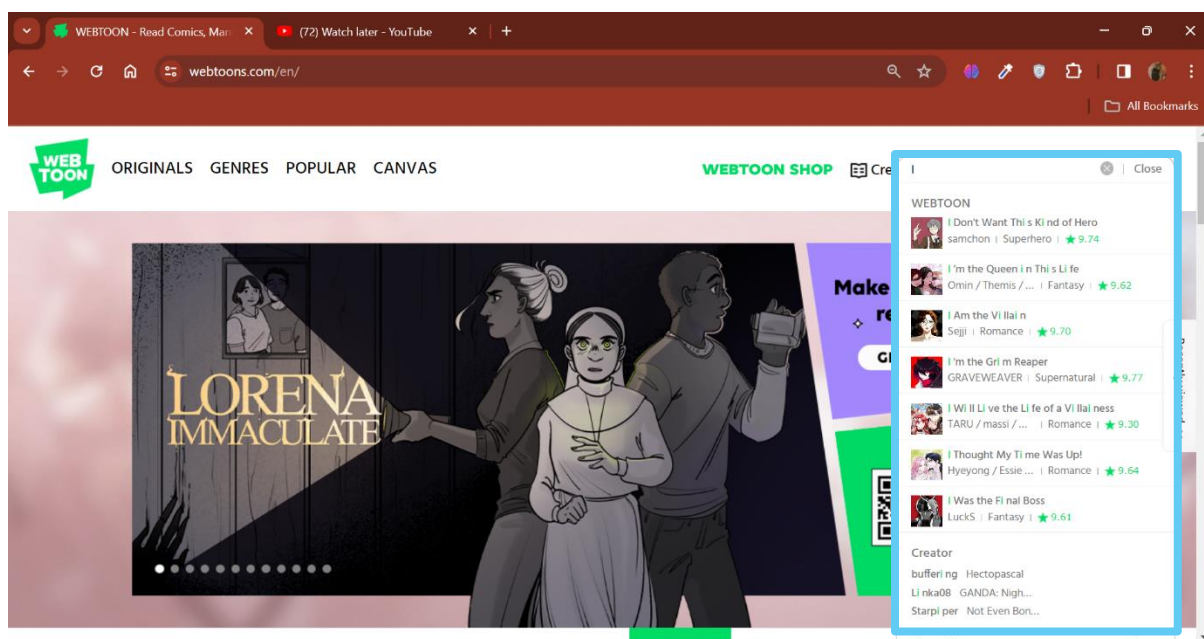 WEBTOON - Read Comics, Man
(72) Watch later - YouTube
webtoons.com/en/
All Bookmarks
WEB
TOON
ORIGINALS GENRES POPULAR CANVAS
WEBTOON SHOP
Cre
I
Close
LORENA
IMMACULATE
Make
re
WEBTOON
I Don't Want This Kind of Hero
samchon | Superhero | 9.74
I'm the Queen in This Life
Omin / Themis / ... | Fantasy | 9.62
I Am the Villain
Sejji | Romance | 9.70
I'm the Grim Reaper
GRAVEWEAVER | Supernatural | 9.77
I Will Live the Life of a Villainess
TARU / massi / ... | Romance | 9.30
I Thought My Time Was Up!
Hyeyong / Essie ... | Romance | 9.64
I Was the Final Boss
LuckS | Fantasy | 9.61
Creator
buffering Hectopascal
Linka08 GANDA: Nigh...
Starpiper Not Even Bon...